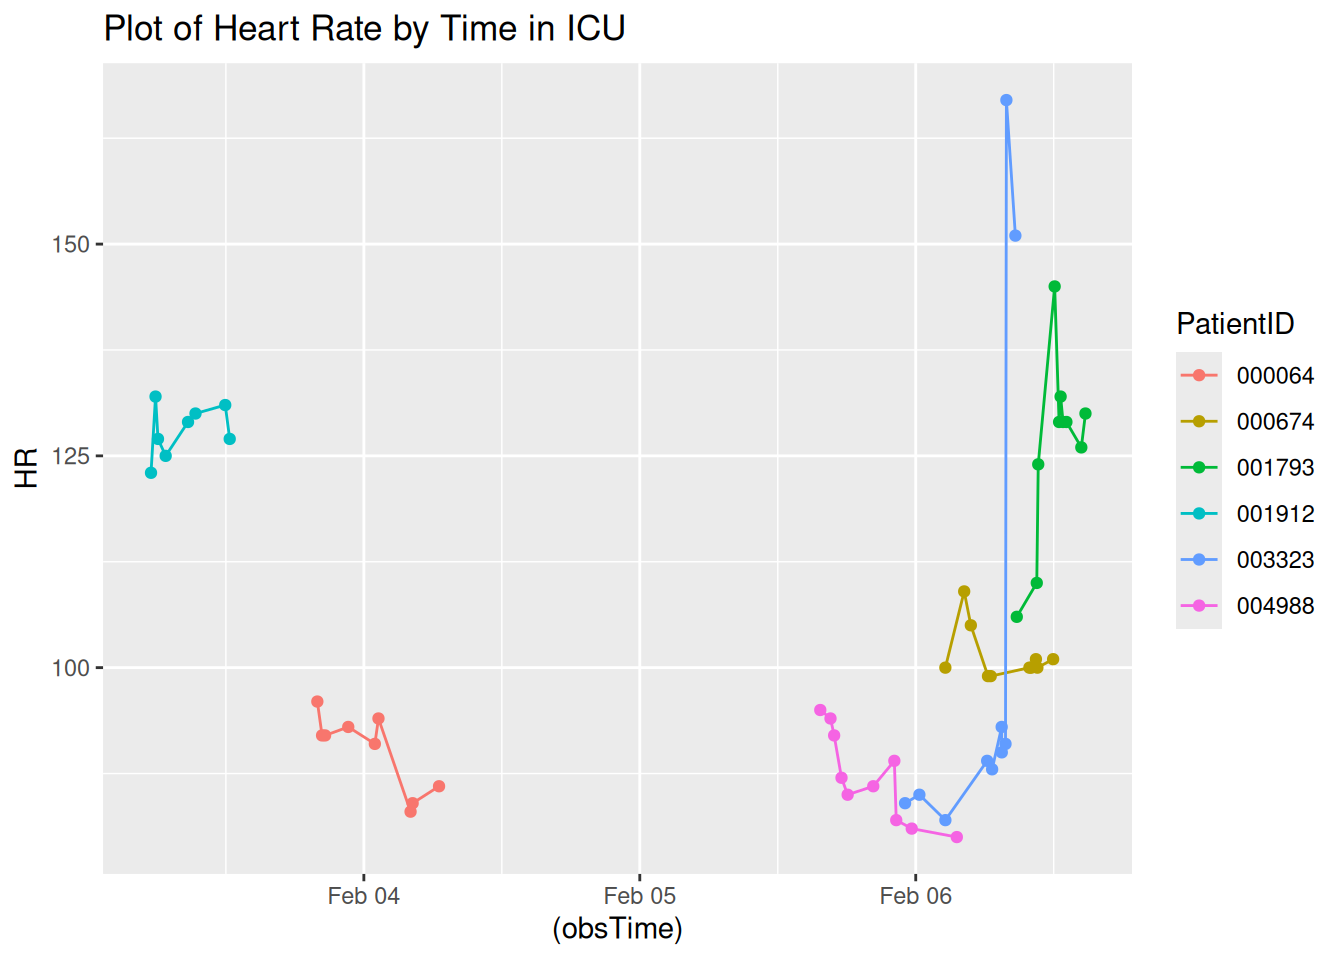 Plot of Heart Rate by Time in ICU
HR
150
125
100
Feb 04
Feb 05
Feb 06
(obsTime)
PatientID
000064
000674
001793
001912
003323
004988